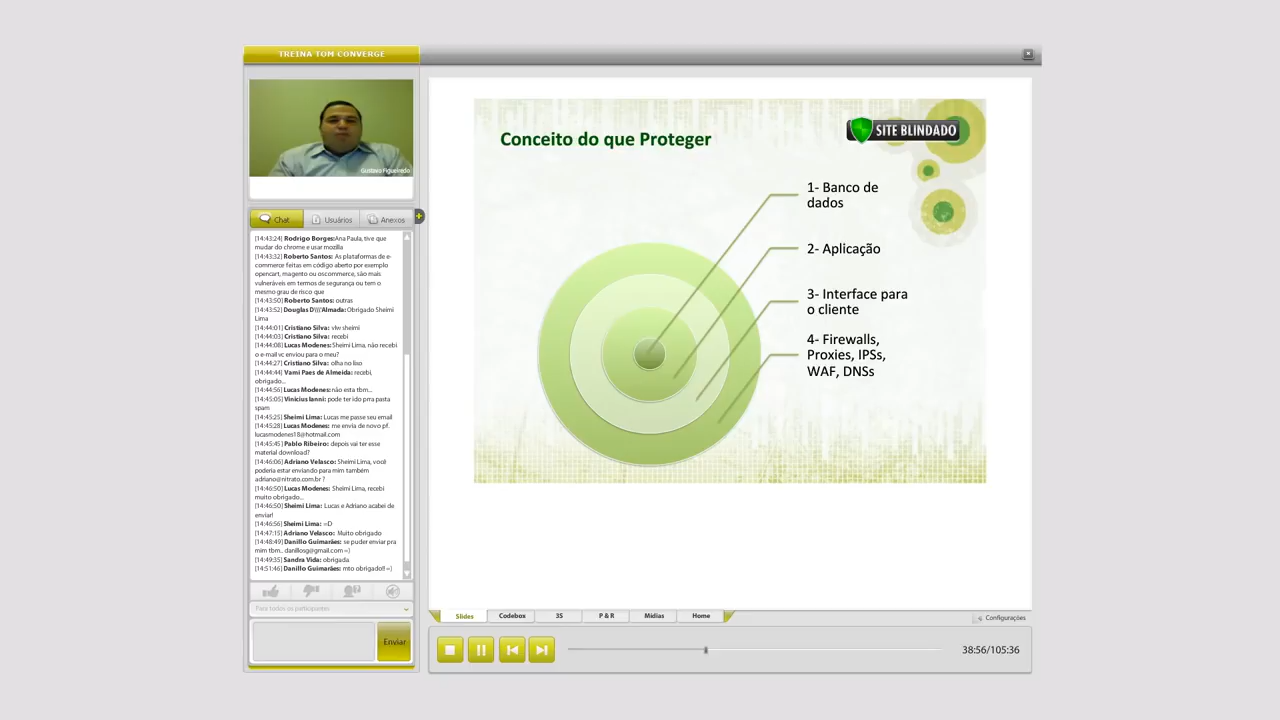 TREINA TOM CONVERGE
Gustavo Figueiredo
Chat
Usuários
Anexos
[14:43:24] Rodrigo Borges:Ana Paula, tive que
mudar do chrome e usar mozilla
[14:43:32] Roberto Santos: As plataformas de e-
commerce feitas em código aberto por exemplo
opencart, magento ou oscommerce, são mais
vulneráveis em termos de segurança ou tem o
mesmo grau de risco que
[14:43:50] Roberto Santos: outras
[14:43:52] Douglas D'\\\'Almada: Obrigado Sheimi
Lima
[14:44:01] Cristiano Silva: vlw sheimi
[14:44:03] Cristiano Silva: recebi
[14:44:08] Lucas Modenes: Sheimi Lima, não recebi
o e-mail vc enviou para o meu?
[14:44:27] Cristiano Silva: olha no lixo
[14:44:44] Vami Paes de Almeida: recebi,
obrigado...
[14:44:56] Lucas Modenes: não esta tbm...
[14:45:05] Vinicius Ianni: pode ter ido prra pasta
spam
[14:45:25] Sheimi Lima: Lucas me passe seu email
[14:45:28] Lucas Modenes: me envia de novo pf.
lucasmodenes18@hotmail.com
[14:45:45] Pablo Ribeiro: depois vai ter esse
material download?
[14:46:06] Adriano Velasco: Sheimi Lima, você
poderia estar enviando para mim também
adriano@nitrato.com.br ?
[14:46:50] Lucas Modenes: Sheimi Lima, recebi
muito obrigado...
[14:46:50] Sheimi Lima: Lucas e Adriano acabei de
enviar!
[14:46:56] Sheimi Lima: =D
[14:47:15] Adriano Velasco: Muito obrigado
[14:48:49] Danillo Guimarães: se puder enviar pra
mim tbm.. danillosg@gmail.com =)
[14:49:35] Sandra Vida: obrigada
[14:51:46] Danillo Guimarães: mto obrigado!! =)
Para todos os participantes
Enviar
Conceito do que Proteger
SITE BLINDADO
1- Banco de
dados
2- Aplicação
3- Interface para
o cliente
4- Firewalls,
Proxies, IPSs,
WAF, DNSs
Slides
Codebox
3S
P & R
Mídias
Home
Configurações
38:56/105:36